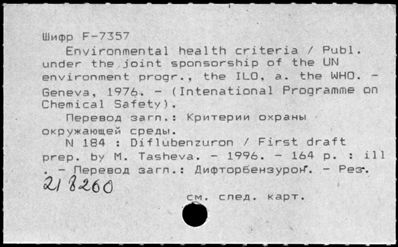 Шифр F-7357
Environmental health criteria / Publ.
under the joint sponsorship of the UN
environment progr., the ILO, a. the WHO. -
Geneva, 1976. - (Intenational Programme on
Chemical Safety).
Перевод загл.: Критерии охраны
окружающей среды.
N 184 : Diflubenzuron / First draft
prep. by M. Tasheva. - 1996. - 164 p. : ill
. - Перевод загл.: Дифторбензурон. - Рез.
218260
см. след. карт.